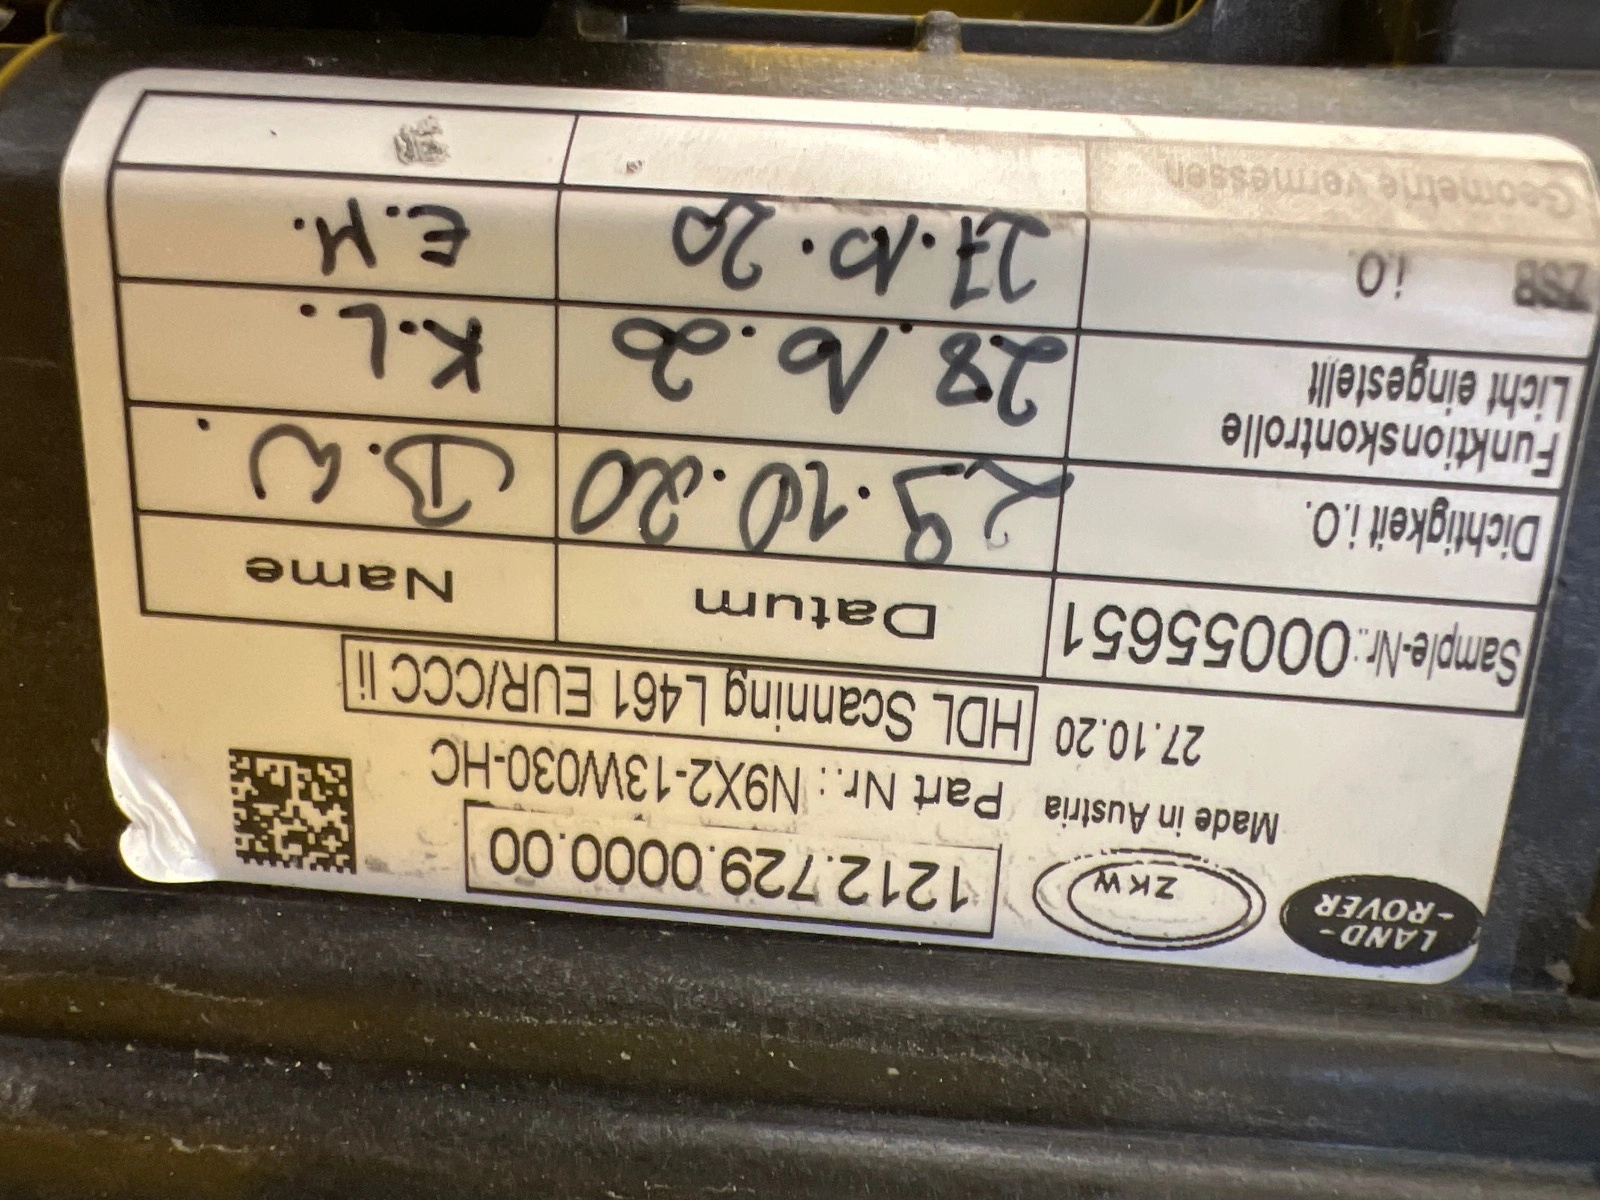 LAND-
-ROVER
ZKW
1212.729.0000.00
Made in Austria Part Nr.: N9X2-13W030-HC
27.10.20 HDL Scanning L461 EUR/CCC li
Sample-Nr.: 00055651 Datum Name
Dichtigkeit i.O. 29.10.20 B.W.
Funktionskontrolle
Licht eingestellt 28.10.20 K.L.
ZSB i.O. 27.10.20 E.H.
Geometrie vermessen